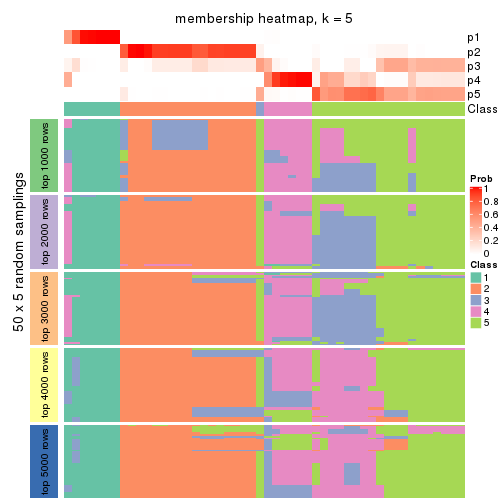 membership heatmap, k = 5
p1
p2
p3
p4
p5
Class
50 x 5 random samplings
top 1000 rows
top 2000 rows
top 3000 rows
top 4000 rows
top 5000 rows
Prob
1
0.8
0.6
0.4
0.2
0
Class
1
2
3
4
5